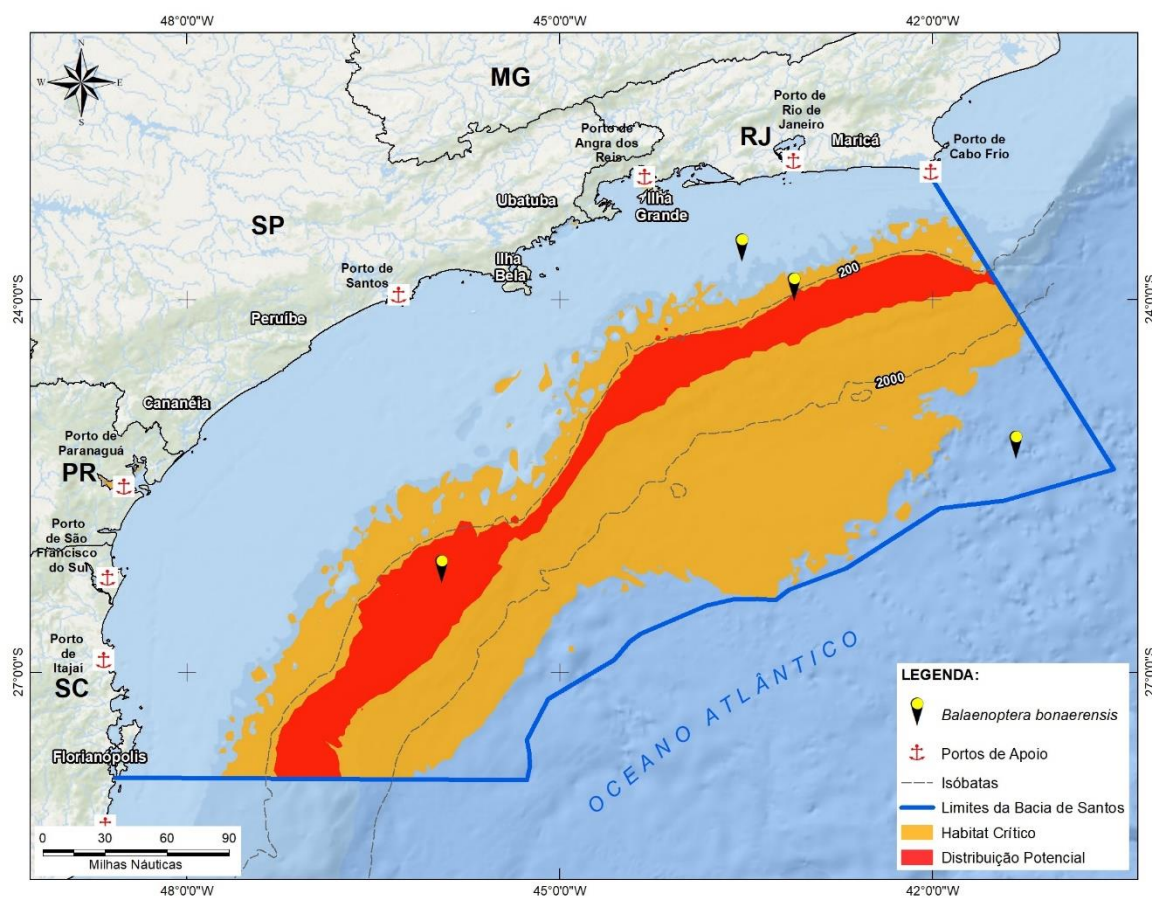 48°0'0"W
45°0'0"W
42°0'0"W
N
W
E
S
MG
Porto de
Rio de
Janeiro
Porto de
Angra dos
Reis
RJ
Maricá
Porto de
Cabo Frio
Ubatuba
Ilha
Grande
SP
Ilha
Bela
Porto de
Santos
200
24°0'0"S
24°0'0"S
Peruíbe
2000
Cananéia
Porto de
Paranaguá
PR
Porto
de São
Francisco
do Sul
Porto
de
Itajaí
SC
27°0'0"S
27°0'0"S
OCEANO ATLÂNTICO
Florianópolis
LEGENDA:
Balaenoptera bonaerensis
Portos de Apoio
Isóbatas
Limites da Bacia de Santos
Habitat Crítico
Distribuição Potencial
0 30 60 90
Milhas Náuticas
48°0'0"W
45°0'0"W
42°0'0"W